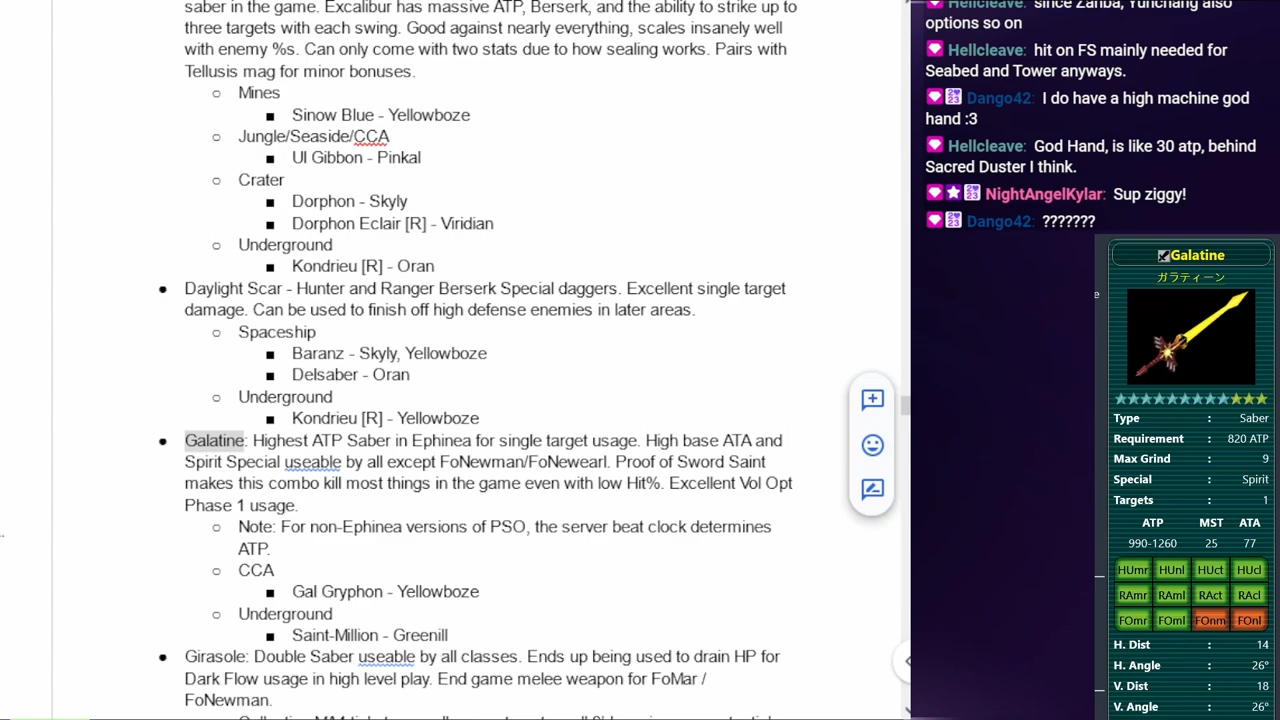 saber in the game. Excalibur has massive ATP, Berserk, and the ability to strike up to
three targets with each swing. Good against nearly everything, scales insanely well
with enemy %s. Can only come with two stats due to how sealing works. Pairs with
Tellusis mag for minor bonuses.
○ Mines
■ Sinow Blue - Yellowboze
○ Jungle/Seaside/CCA
■ Ul Gibbon - Pinkal
○ Crater
■ Dorphon - Skyly
■ Dorphon Eclair [R] - Viridian
○ Underground
■ Kondrieu [R] - Oran
● Daylight Scar - Hunter and Ranger Berserk Special daggers. Excellent single target
damage. Can be used to finish off high defense enemies in later areas.
○ Spaceship
■ Baranz - Skyly, Yellowboze
■ Delsaber - Oran
○ Underground
■ Kondrieu [R] - Yellowboze
● Galatine: Highest ATP Saber in Ephinea for single target usage. High base ATA and
Spirit Special useable by all except FoNewman/FoNewearl. Proof of Sword Saint
makes this combo kill most things in the game even with low Hit%. Excellent Vol Opt
Phase 1 usage.
○ Note: For non-Ephinea versions of PSO, the server beat clock determines
ATP.
○ CCA
■ Gal Gryphon - Yellowboze
○ Underground
■ Saint-Million - Greenill
● Girasole: Double Saber useable by all classes. Ends up being used to drain HP for
Dark Flow usage in high level play. End game melee weapon for FoMar /
FoNewman.
Hellcleave: since Zanba, Yunchang also
options so on
Hellcleave: hit on FS mainly needed for
Seabed and Tower anyways.
Dango42: I do have a high machine god
hand :3
Hellcleave: God Hand, is like 30 atp, behind
Sacred Duster I think.
NightAngelKylar: Sup ziggy!
Dango42: ???????
Galatine
ガラティーン
Type : Saber
Requirement : 820 ATP
Max Grind : 9
Special : Spirit
Targets : 1
ATP MST ATA
990-1260 25 77
HUmr HUnl HUct HUcl
RAmr RAml RAct RAcl
FOmr FOml FOnm FOnl
H. Dist : 14
H. Angle : 26°
V. Dist : 18
V. Angle : 26°